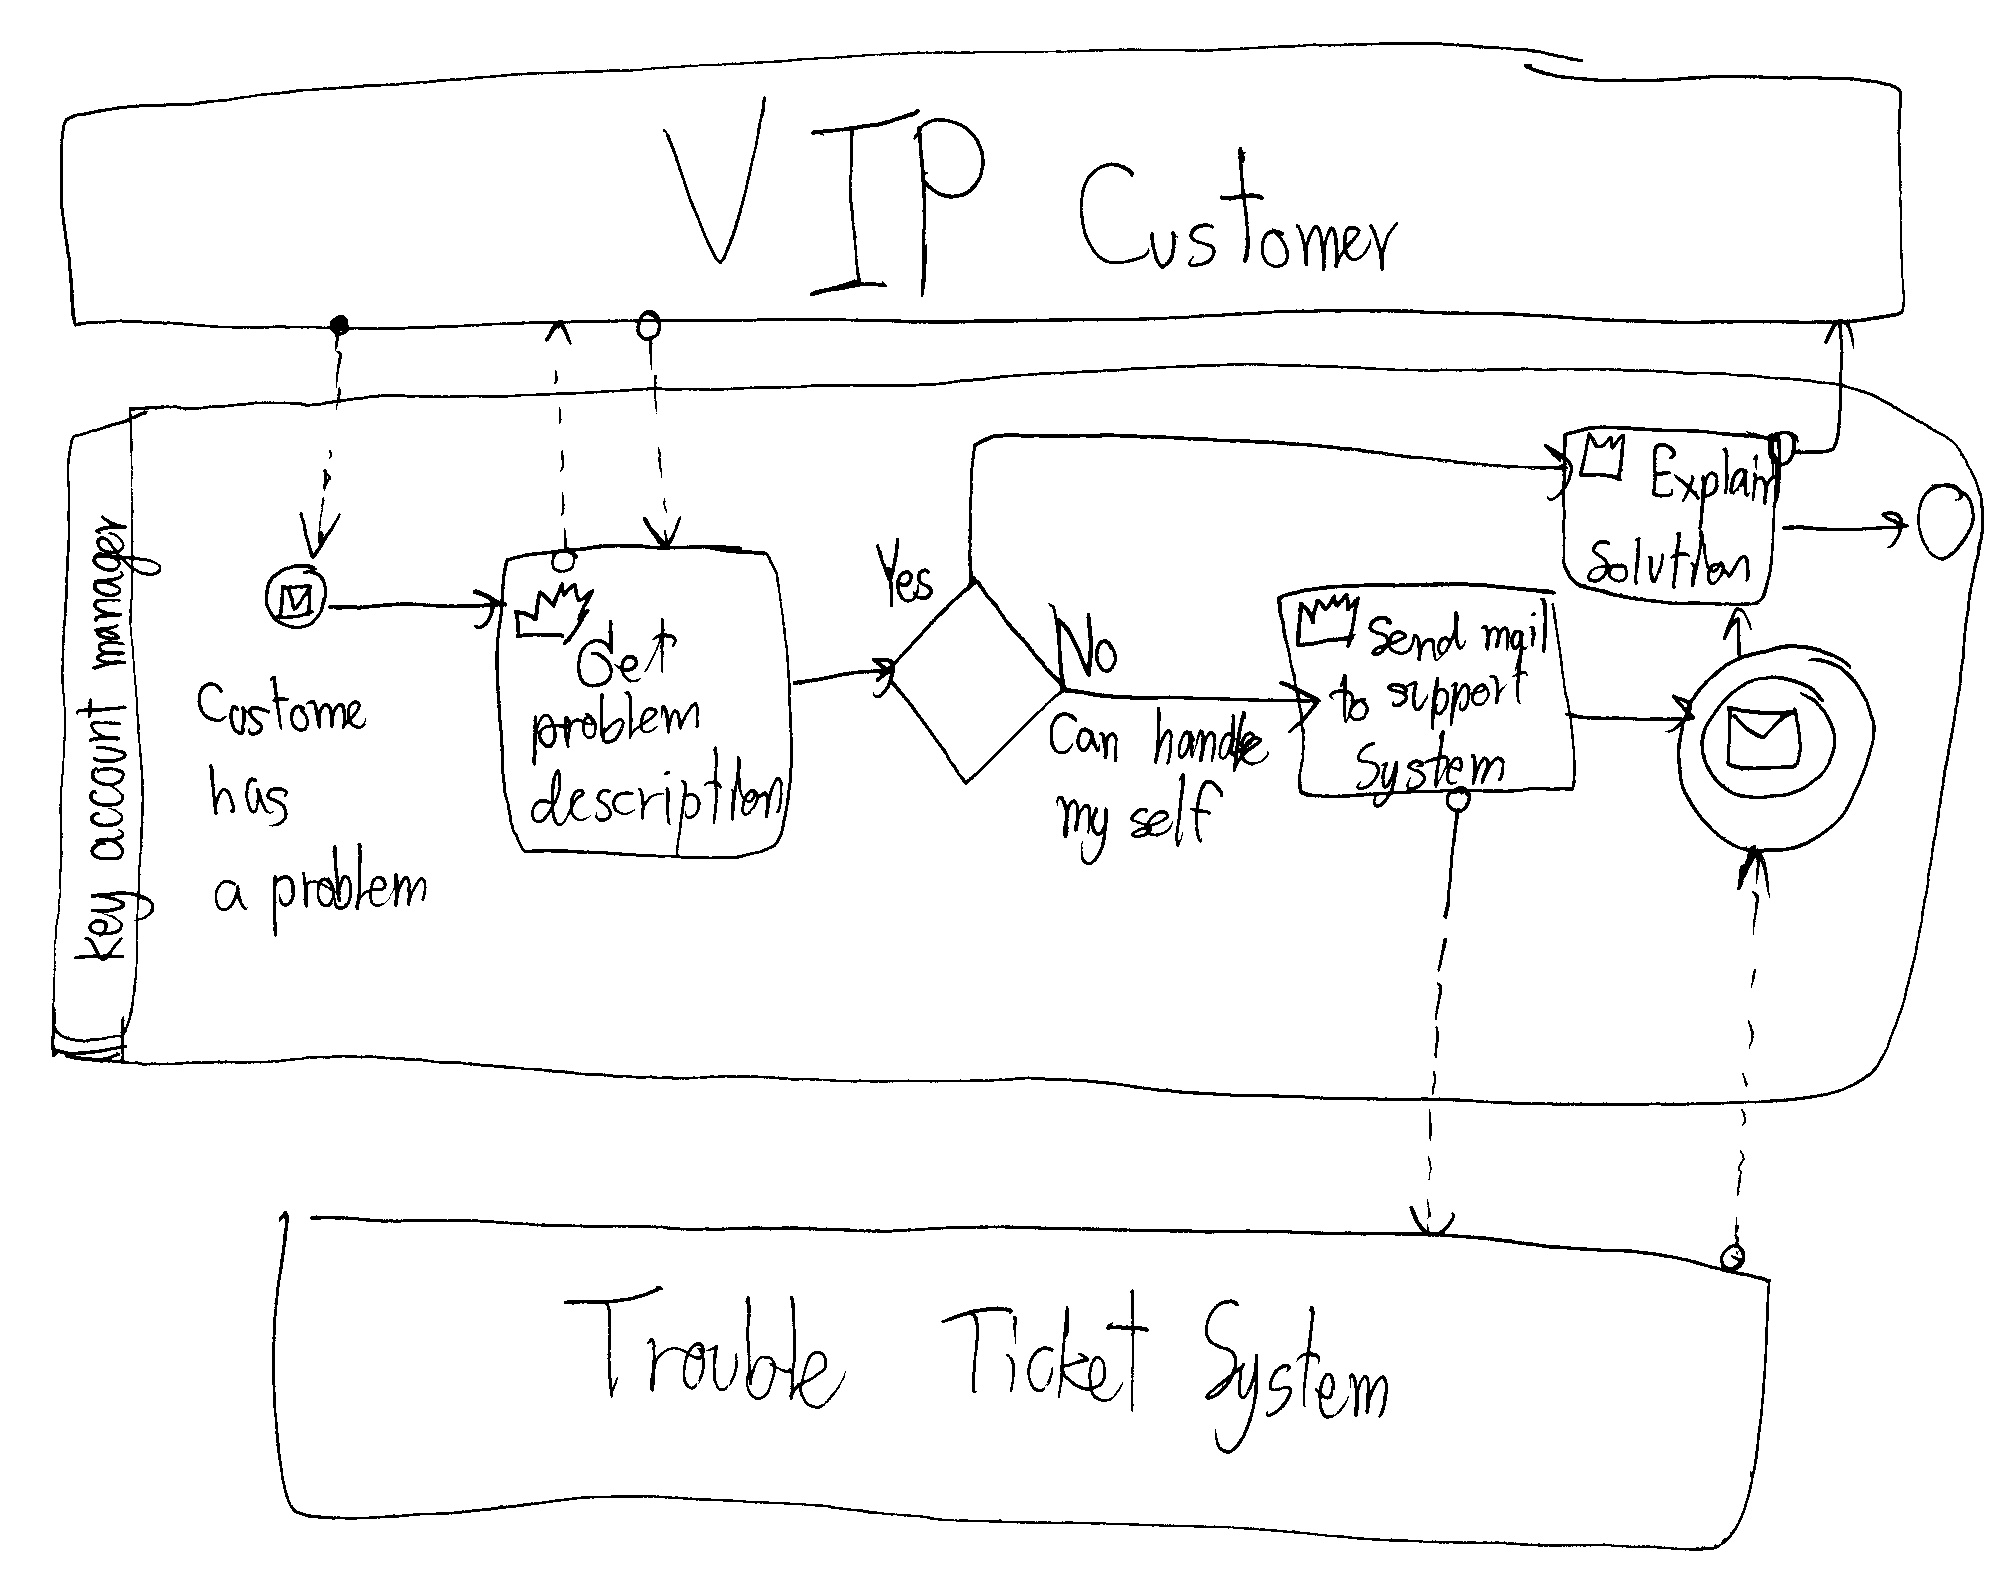 VIP Customer
key account manager
Custome
has
a problem
Get
problem
description
Yes
No
Can handle
my self
Send mail
to support
System
Explain
Solution
Trouble Ticket System